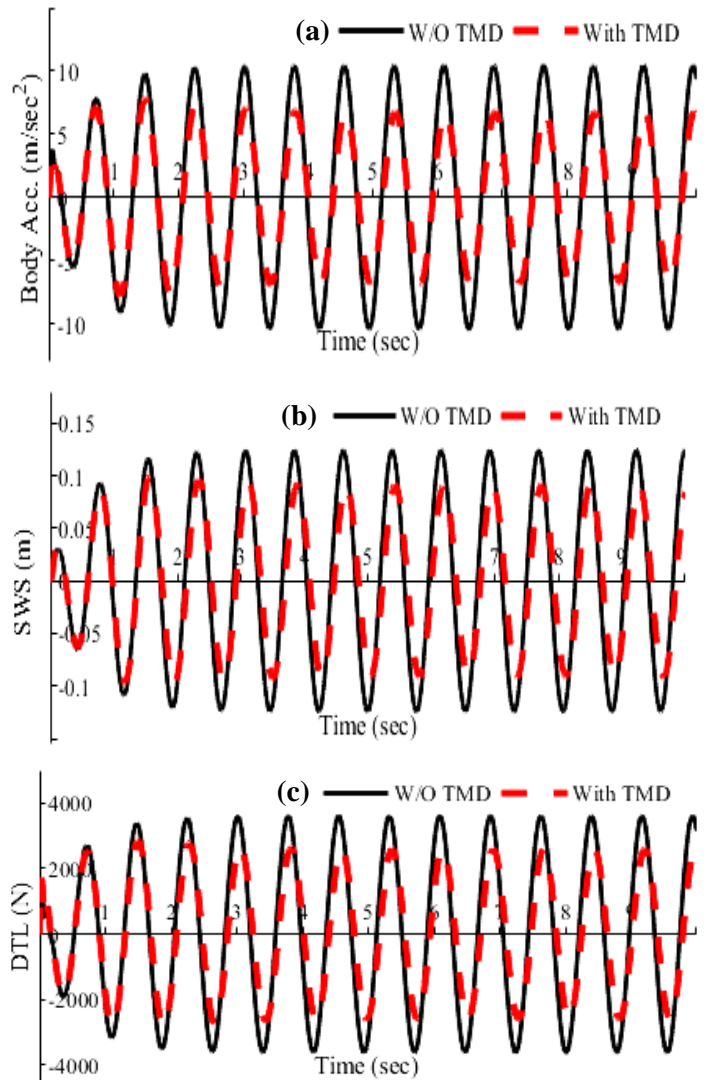 (a) W/O TMD With TMD
10
5
0
-5
-10
1 2 3 4 5 6 7 8 9
Body Acc. (m/sec²)
Time (sec)
(b) W/O TMD With TMD
0.15
0.1
0.05
0
-0.05
-0.1
1 2 3 4 5 7 8 9
SWS (m)
Time (sec)
(c) W/O TMD With TMD
4000
2000
0
-2000
-4000
1 2 3 4 5 6 7 8 9
DTL (N)
Time (sec)